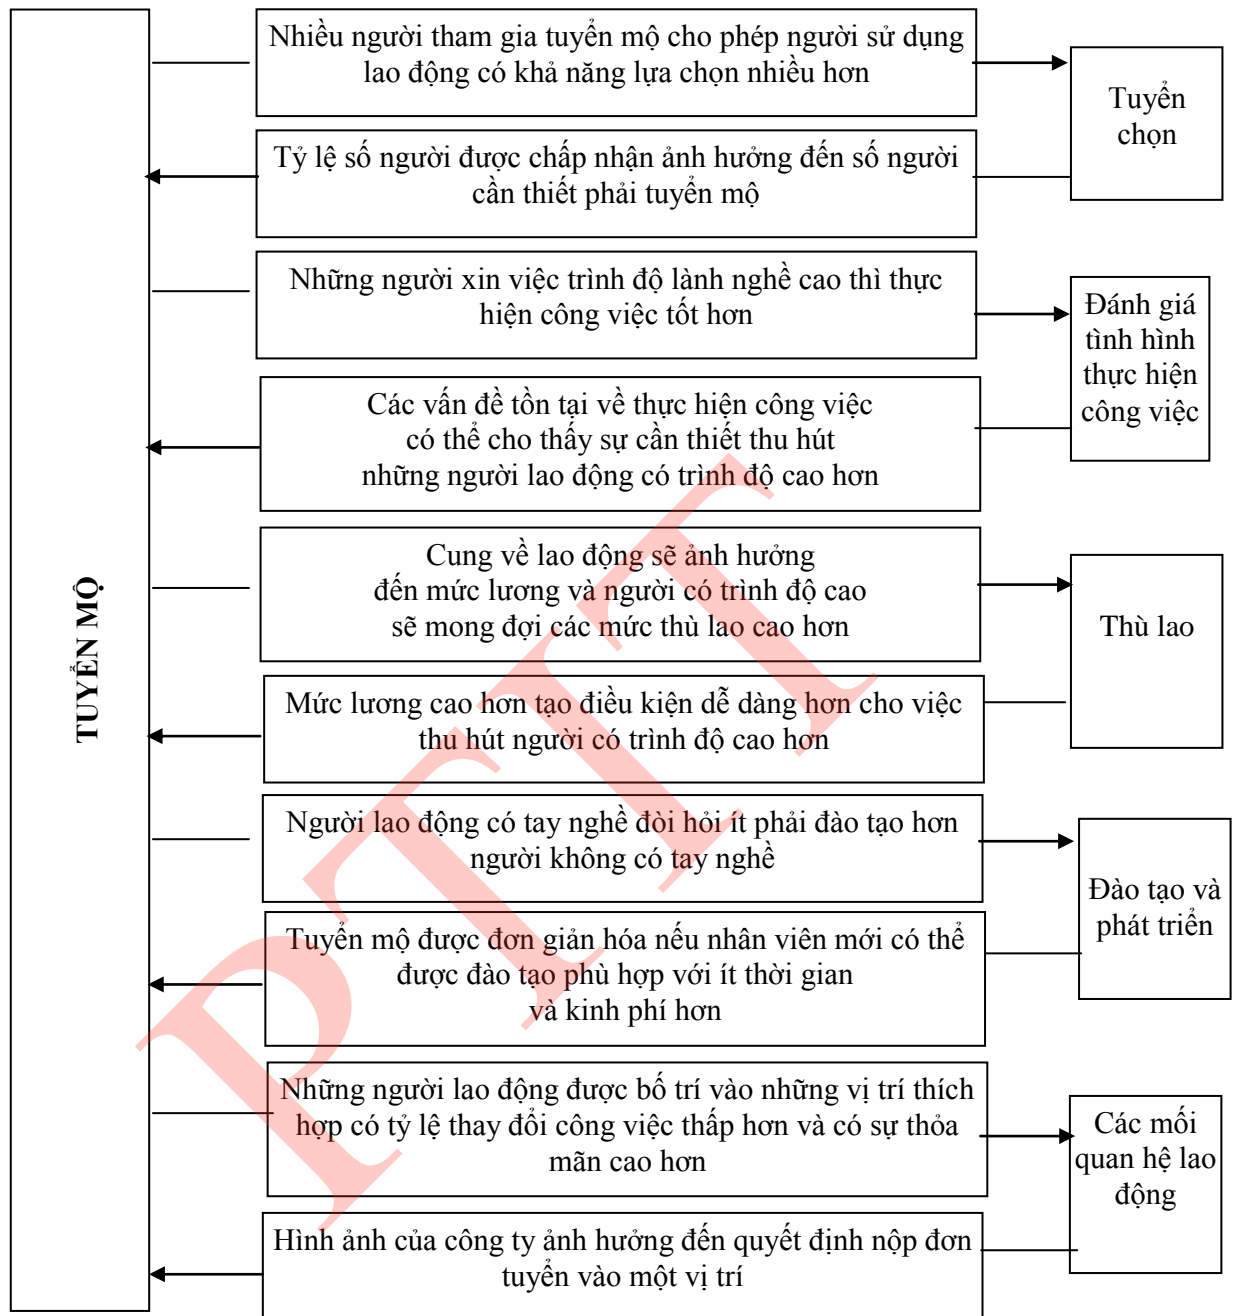 Nhiều người tham gia tuyển mộ cho phép người sử dụng
lao động có khả năng lựa chọn nhiều hơn
Tuyển
chọn
Tỷ lệ số người được chấp nhận ảnh hưởng đến số người
cần thiết phải tuyển mộ
Những người xin việc trình độ lành nghề cao thì thực
hiện công việc tốt hơn
Đánh giá
tình hình
thực hiện
công việc
Các vấn đề tồn tại về thực hiện công việc
có thể cho thấy sự cần thiết thu hút
những người lao động có trình độ cao hơn
TUYỂN MỘ
Cung về lao động sẽ ảnh hưởng
đến mức lương và người có trình độ cao
sẽ mong đợi các mức thù lao cao hơn
Thù lao
Mức lương cao hơn tạo điều kiện dễ dàng hơn cho việc
thu hút người có trình độ cao hơn
Người lao động có tay nghề đòi hỏi ít phải đào tạo hơn
người không có tay nghề
Đào tạo và
phát triển
Tuyển mộ được đơn giản hóa nếu nhân viên mới có thể
được đào tạo phù hợp với ít thời gian
và kinh phí hơn
Những người lao động được bố trí vào những vị trí thích
hợp có tỷ lệ thay đổi công việc thấp hơn và có sự thỏa
mãn cao hơn
Các mối
quan hệ lao
động
Hình ảnh của công ty ảnh hưởng đến quyết định nộp đơn
tuyển vào một vị trí
PTIT